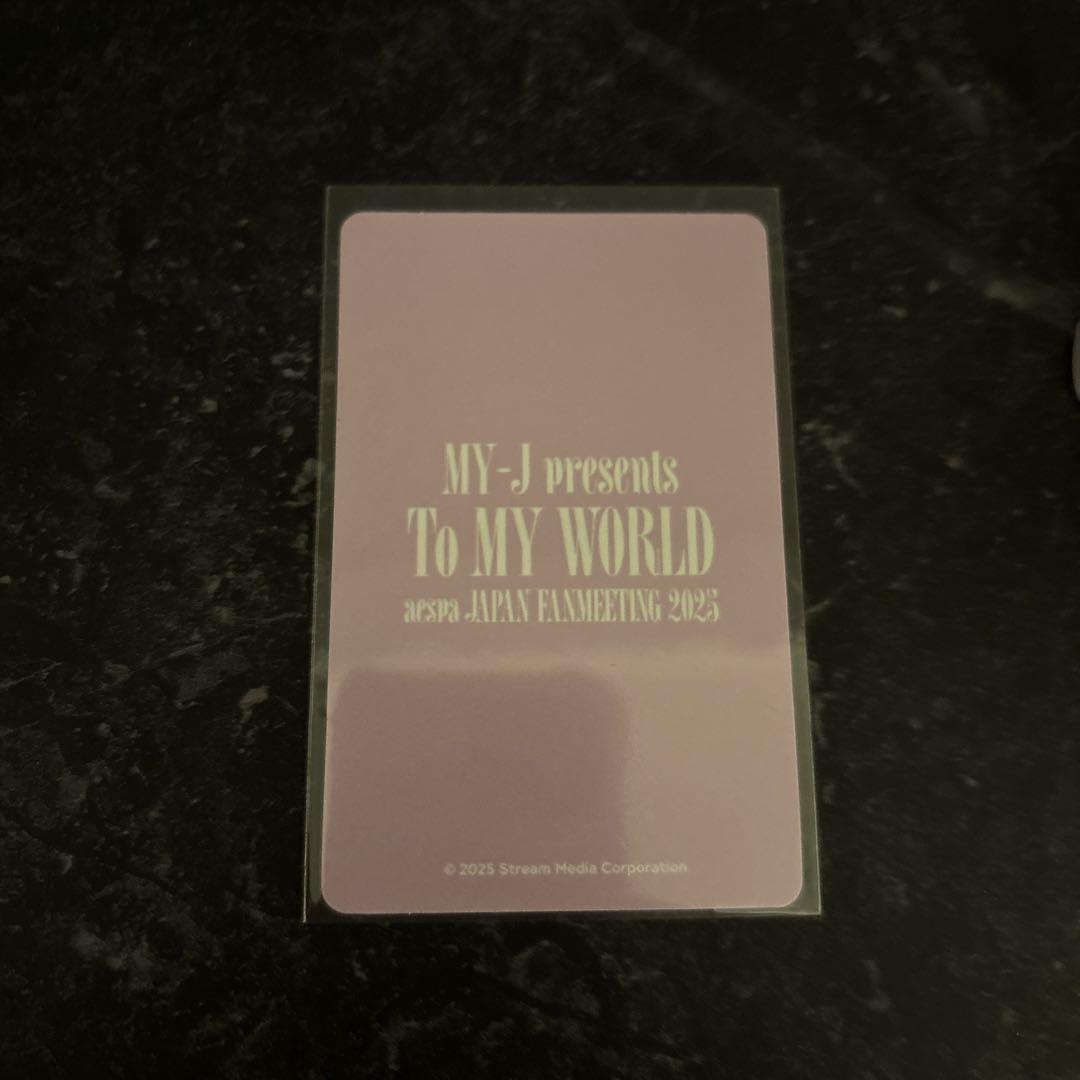 MY-J presents
To MY WORLD
aespa JAPAN FANMEETING 2025
© 2025 Stream Media Corporation